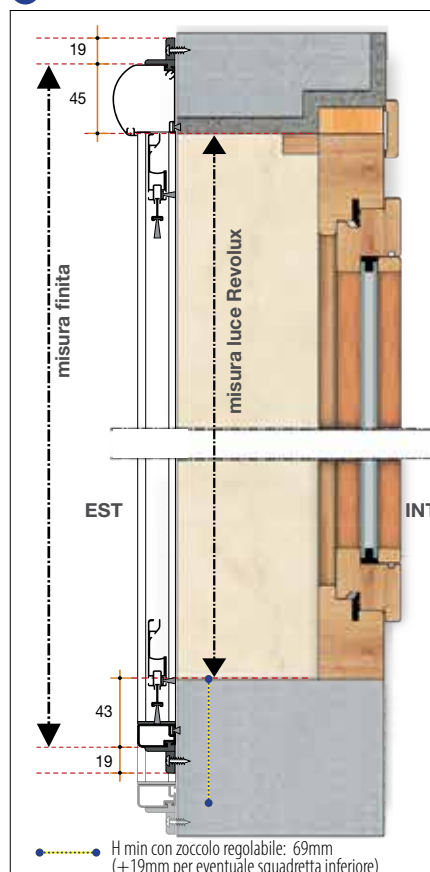 19
45
misura finita
misura luce Revolux
EST
INT
43
19
H min con zoccolo regolabile: 69mm
(+19mm per eventuale squadretta inferiore)